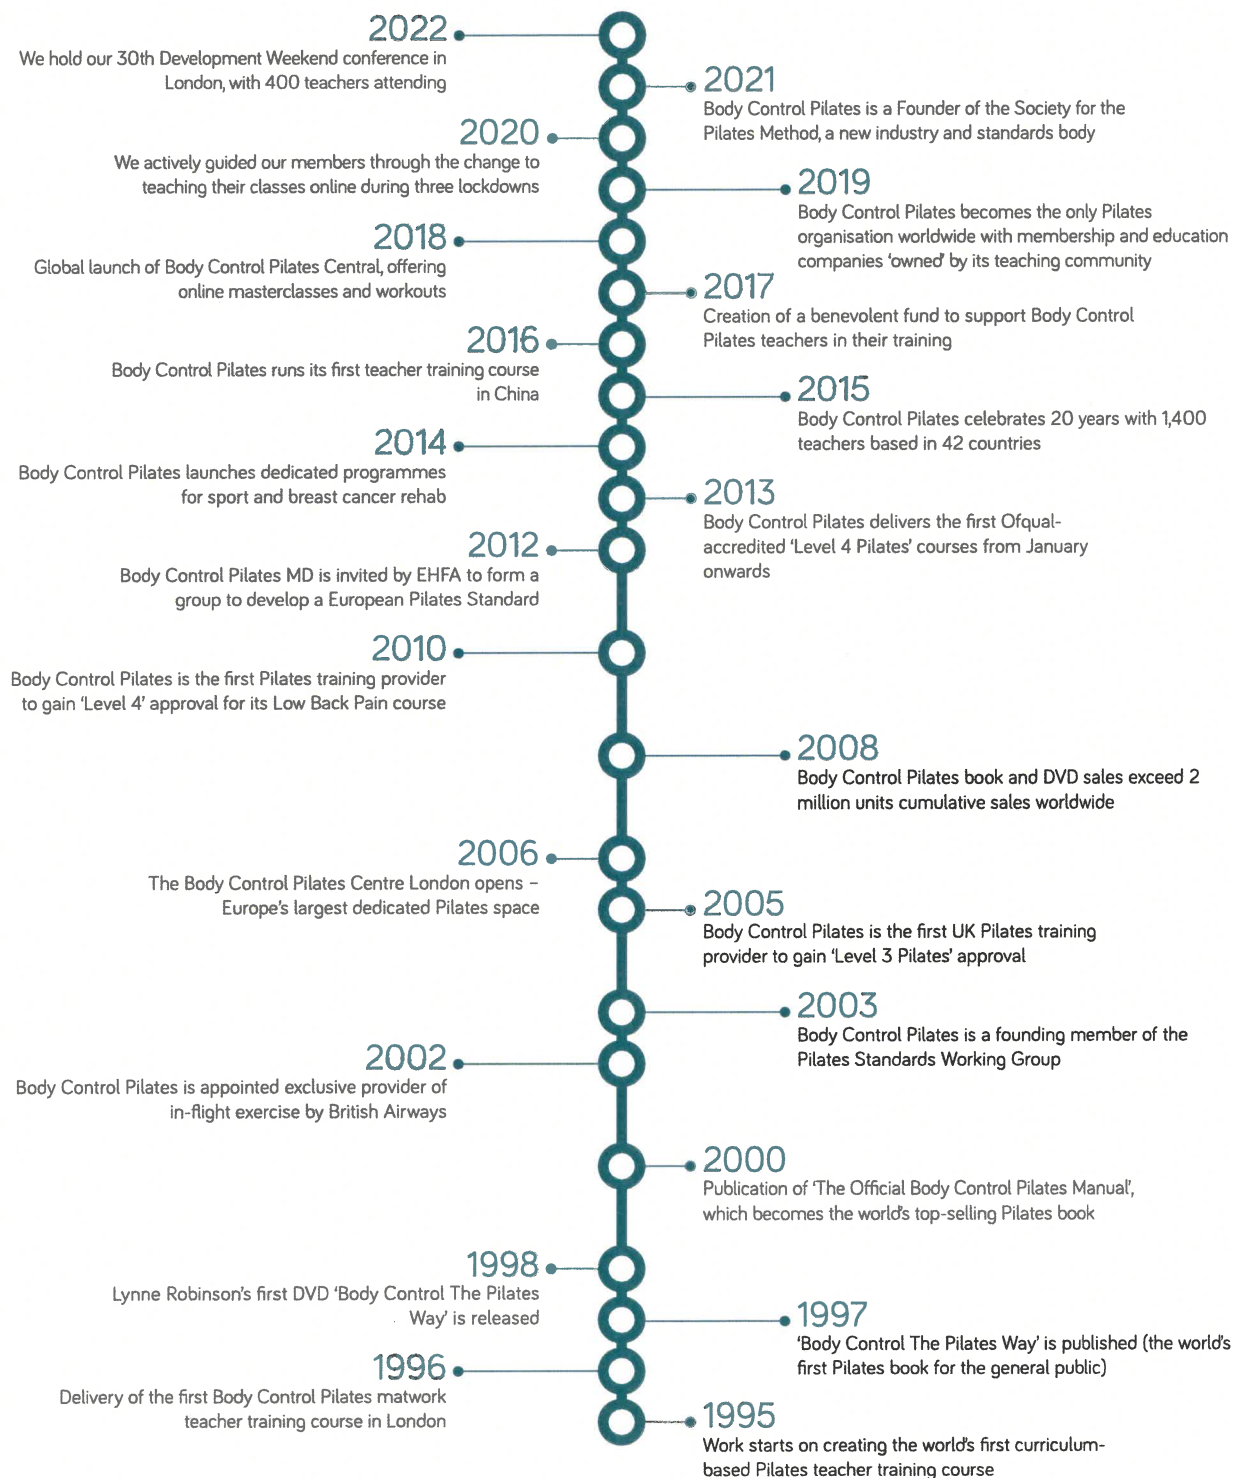 2022
We hold our 30th Development Weekend conference in
London, with 400 teachers attending
2021
Body Control Pilates is a Founder of the Society for the
Pilates Method, a new industry and standards body
2020
We actively guided our members through the change to
teaching their classes online during three lockdowns
2019
Body Control Pilates becomes the only Pilates
organisation worldwide with membership and education
companies ‘owned’ by its teaching community
2018
Global launch of Body Control Pilates Central, offering
online masterclasses and workouts
2017
Creation of a benevolent fund to support Body Control
Pilates teachers in their training
2016
Body Control Pilates runs its first teacher training course
in China
2015
Body Control Pilates celebrates 20 years with 1,400
teachers based in 42 countries
2014
Body Control Pilates launches dedicated programmes
for sport and breast cancer rehab
2013
Body Control Pilates delivers the first Ofqual-
accredited ‘Level 4 Pilates’ courses from January
onwards
2012
Body Control Pilates MD is invited by EHFA to form a
group to develop a European Pilates Standard
2010
Body Control Pilates is the first Pilates training provider
to gain ‘Level 4’ approval for its Low Back Pain course
2008
Body Control Pilates book and DVD sales exceed 2
million units cumulative sales worldwide
2006
The Body Control Pilates Centre London opens –
Europe’s largest dedicated Pilates space
2005
Body Control Pilates is the first UK Pilates training
provider to gain ‘Level 3 Pilates’ approval
2003
Body Control Pilates is a founding member of the
Pilates Standards Working Group
2002
Body Control Pilates is appointed exclusive provider of
in-flight exercise by British Airways
2000
Publication of ‘The Official Body Control Pilates Manual’,
which becomes the world’s top-selling Pilates book
1998
Lynne Robinson’s first DVD ‘Body Control The Pilates
Way’ is released
1997
‘Body Control The Pilates Way’ is published (the world’s
first Pilates book for the general public)
1996
Delivery of the first Body Control Pilates matwork
teacher training course in London
1995
Work starts on creating the world’s first curriculum-
based Pilates teacher training course